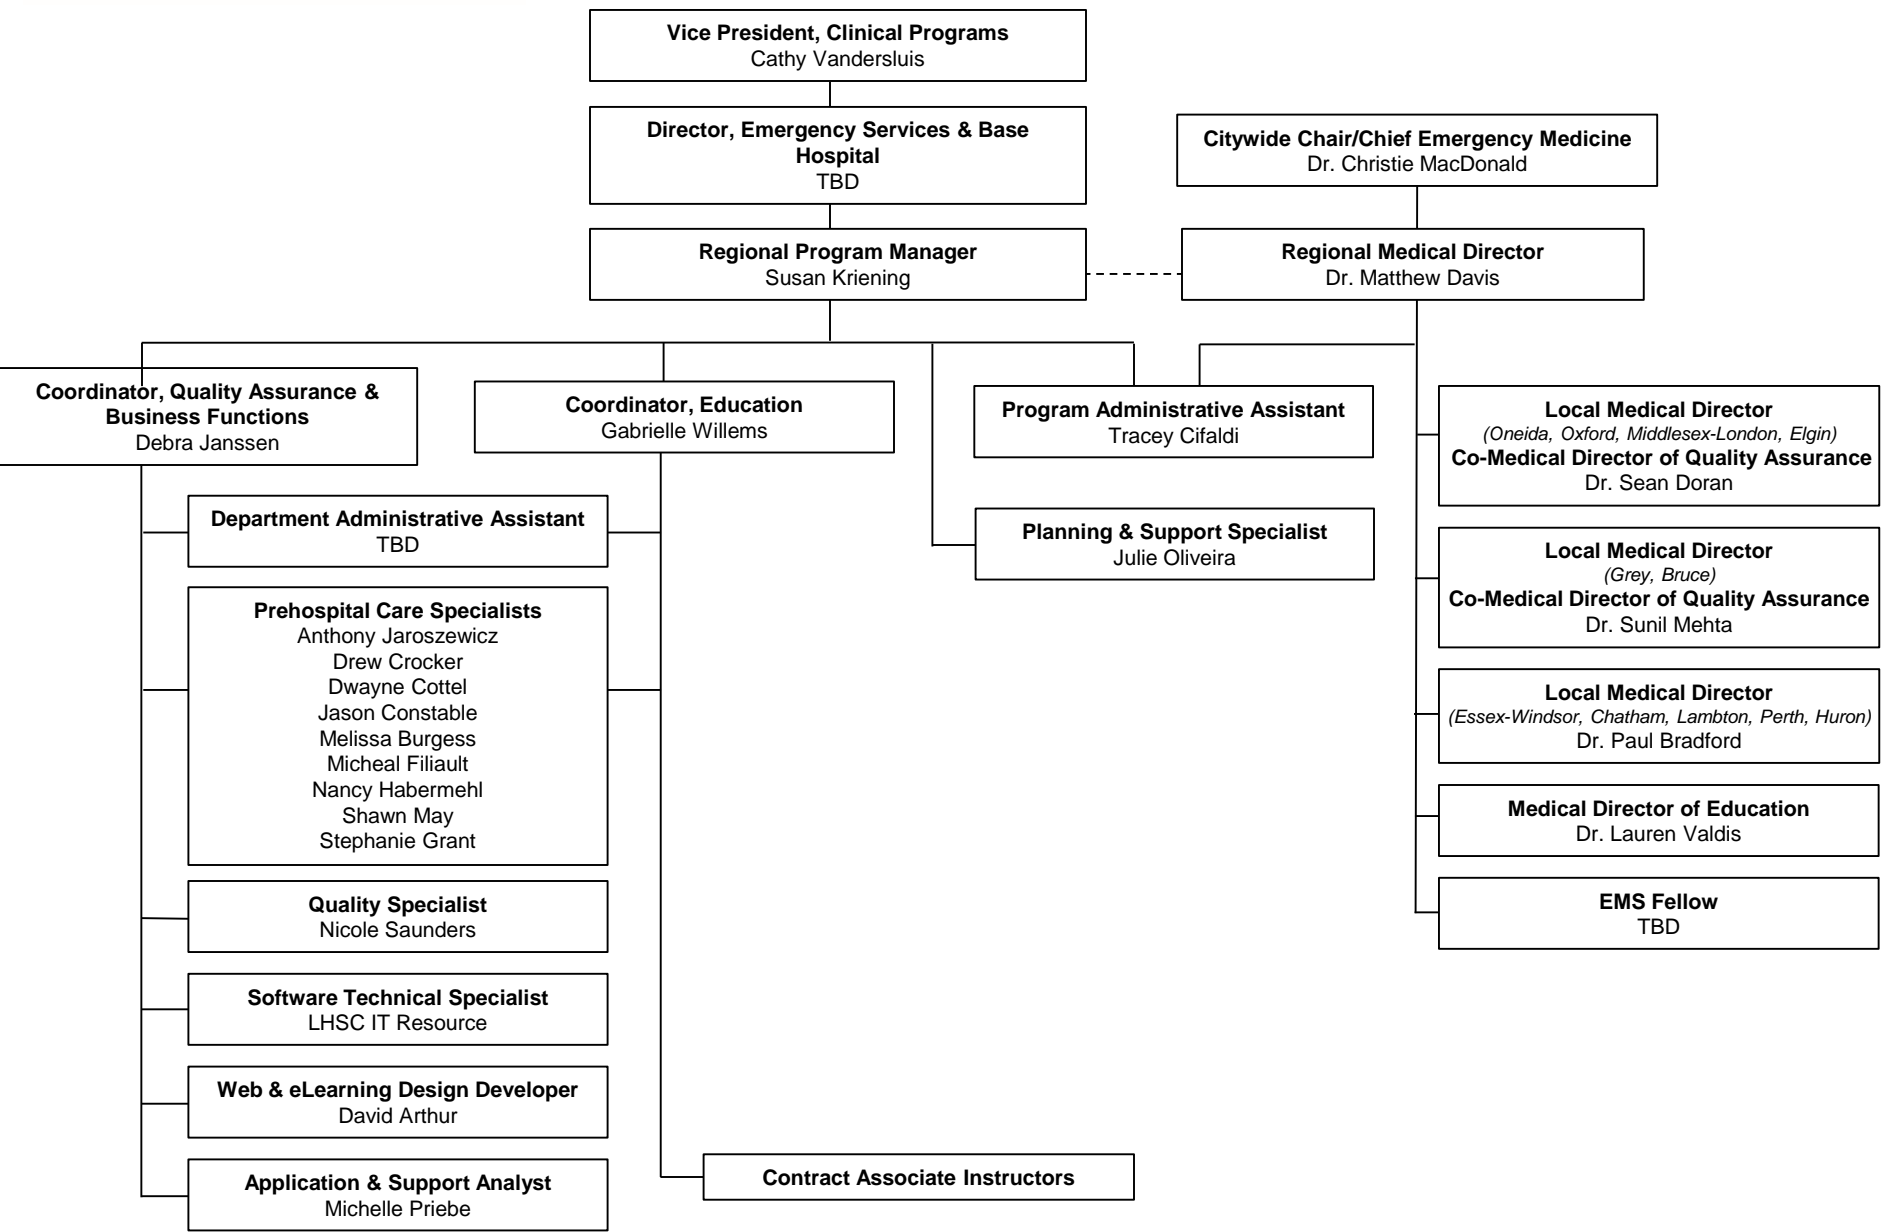 Vice President, Clinical Programs
Cathy Vandersluis
Director, Emergency Services & Base
Hospital
TBD
Citywide Chair/Chief Emergency Medicine
Dr. Christie MacDonald
Regional Program Manager
Susan Kriening
Regional Medical Director
Dr. Matthew Davis
Coordinator, Quality Assurance &
Business Functions
Debra Janssen
Coordinator, Education
Gabrielle Willems
Program Administrative Assistant
Tracey Cifaldi
Local Medical Director
(Oneida, Oxford, Middlesex-London, Elgin)
Co-Medical Director of Quality Assurance
Dr. Sean Doran
Department Administrative Assistant
TBD
Planning & Support Specialist
Julie Oliveira
Local Medical Director
(Grey, Bruce)
Co-Medical Director of Quality Assurance
Dr. Sunil Mehta
Prehospital Care Specialists
Anthony Jaroszewicz
Drew Crocker
Dwayne Cottel
Jason Constable
Melissa Burgess
Micheal Filiault
Nancy Habermehl
Shawn May
Stephanie Grant
Local Medical Director
(Essex-Windsor, Chatham, Lambton, Perth, Huron)
Dr. Paul Bradford
Medical Director of Education
Dr. Lauren Valdis
Quality Specialist
Nicole Saunders
EMS Fellow
TBD
Software Technical Specialist
LHSC IT Resource
Web & eLearning Design Developer
David Arthur
Application & Support Analyst
Michelle Priebe
Contract Associate Instructors